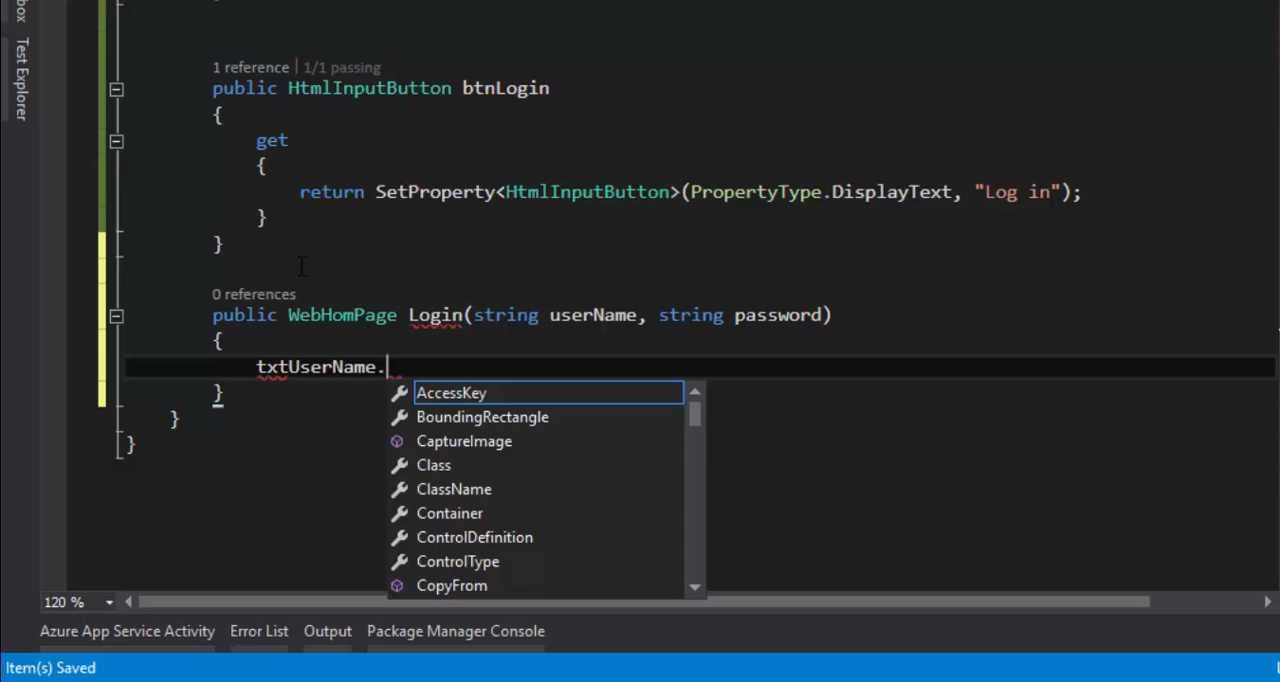 box
Test Explorer
1 reference | 1/1 passing
public HtmlInputButton btnLogin
{
get
{
return SetProperty<HtmlInputButton>(PropertyType.DisplayText, "Log in");
}
}
0 references
public WebHomPage Login(string userName, string password)
{
txtUserName.
AccessKey
BoundingRectangle
CaptureImage
Class
ClassName
Container
ControlDefinition
ControlType
CopyFrom
}
}
}
120 %
Azure App Service Activity Error List Output Package Manager Console
Item(s) Saved